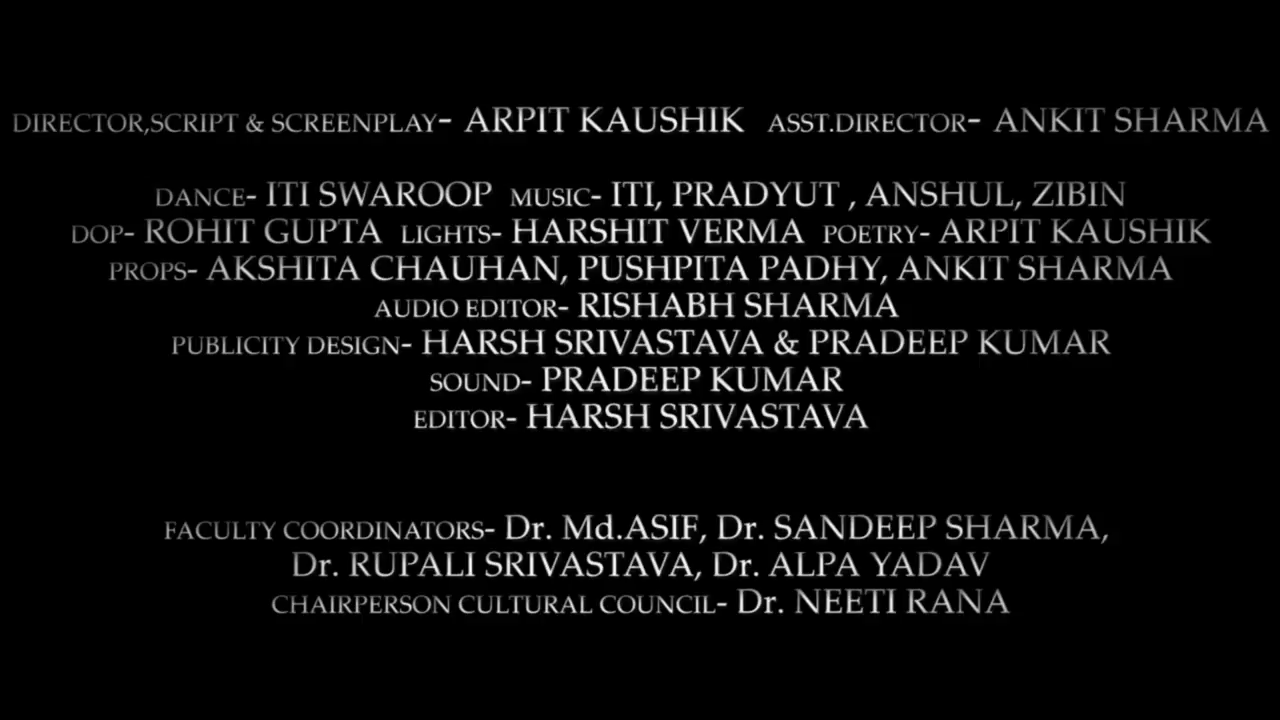 DIRECTOR,SCRIPT & SCREENPLAY- ARPIT KAUSHIK ASST.DIRECTOR- ANKIT SHARMA
DANCE- ITI SWAROOP MUSIC- ITI, PRADYUT , ANSHUL, ZIBIN
DOP- ROHIT GUPTA LIGHTS- HARSHIT VERMA POETRY- ARPIT KAUSHIK
PROPS- AKSHITA CHAUHAN, PUSHPITA PADHY, ANKIT SHARMA
AUDIO EDITOR- RISHABH SHARMA
PUBLICITY DESIGN- HARSH SRIVASTAVA & PRADEEP KUMAR
SOUND- PRADEEP KUMAR
EDITOR- HARSH SRIVASTAVA
FACULTY COORDINATORS- Dr. Md.ASIF, Dr. SANDEEP SHARMA,
Dr. RUPALI SRIVASTAVA, Dr. ALPA YADAV
CHAIRPERSON CULTURAL COUNCIL- Dr. NEETI RANA